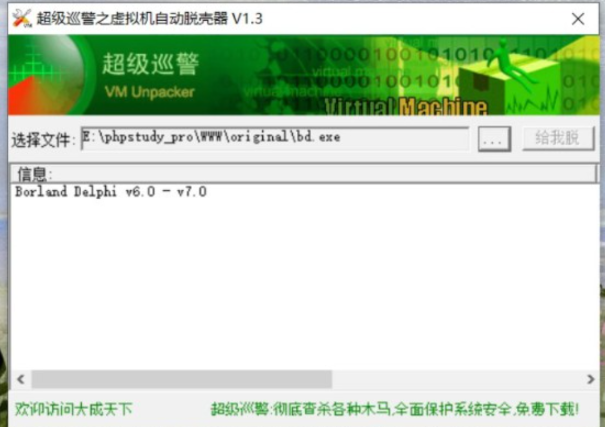 超级巡警之虚拟机自动脱壳器 V1.3
超级巡警
VM Unpacker
Virtual Machine
选择文件: E:\phpstudy_pro\WWW\original\bd.exe ... 给我脱
信息:
Borland Delphi v6.0 - v7.0
欢迎访问大成天下 超级巡警:彻底查杀各种木马,全面保护系统安全,免费下载!